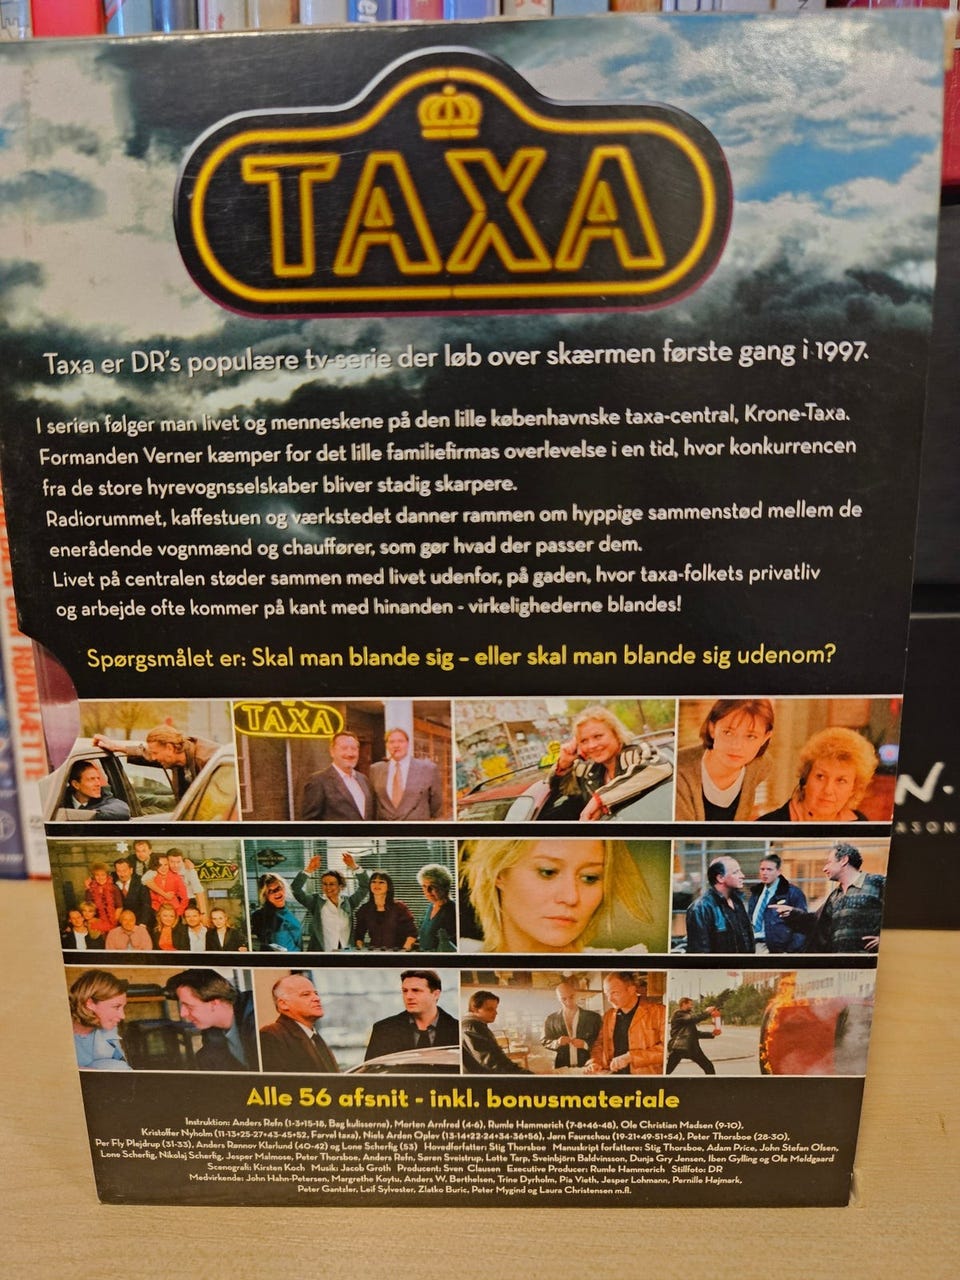 TAXA
Taxa er DR's populære tv-serie der løb over skærmen første gang i 1997.
I serien følger man livet og menneskene på den lille københavnske taxa-central, Krone-Taxa.
Formanden Verner kæmper for det lille familiefirmas overlevelse i en tid, hvor konkurrencen
fra de store hyrevognsselskaber bliver stadig skarpere.
Radiorummet, kaffestuen og værkstedet danner rammen om hyppige sammenstød mellem de
enerådende vognmænd og chauffører, som gør hvad der passer dem.
Livet på centralen støder sammen med livet udenfor, på gaden, hvor taxa-folkets privatliv
og arbejde ofte kommer på kant med hinanden - virkelighederne blandes!
Spørgsmålet er: Skal man blande sig - eller skal man blande sig udenom?
TAXA
TAXA
Alle 56 afsnit - inkl. bonusmateriale
Instruktion: Anders Refn (1-3+15-18, Bag kulisserne), Morten Arnfred (4-6), Rumle Hammerich (7-8+46-48), Ole Christian Madsen (9-10),
Kristoffer Nyholm (11-13+25-27+43-45+52, Farvel taxa), Niels Arden Oplev (13-14+22-24+34-36+56), Jørn Faurschou (19-21+49-51+54), Peter Thorsboe (28-30),
Per Fly Plejdrup (31-33), Anders Rønnow Klarlund (40-42) og Lone Scherfig (53) Hovedforfatter: Stig Thorsboe Manuskript forfattere: Stig Thorsboe, Adam Price, John Stefan Olsen,
Lone Scherfig, Nikolaj Scherfig, Jesper Malmose, Peter Thorsboe, Anders Refn, Søren Sveistrup, Lotte Tarp, Sveinbjörn Baldvinsson, Dunja Gry Jensen, Iben Gylling og Ole Meldgaard
Scenografi: Kirsten Koch Musik: Jacob Groth Producent: Sven Clausen Executive Producer: Rumle Hammerich Stillfoto: DR
Medvirkende: John Hahn-Petersen, Margrethe Koytu, Anders W. Berthelsen, Trine Dyrholm, Pia Vieth, Jesper Lohmann, Pernille Højmark,
Peter Gantzler, Leif Sylvester, Zlatko Buric, Peter Mygind og Laura Christensen m.fl.
N.
ASON